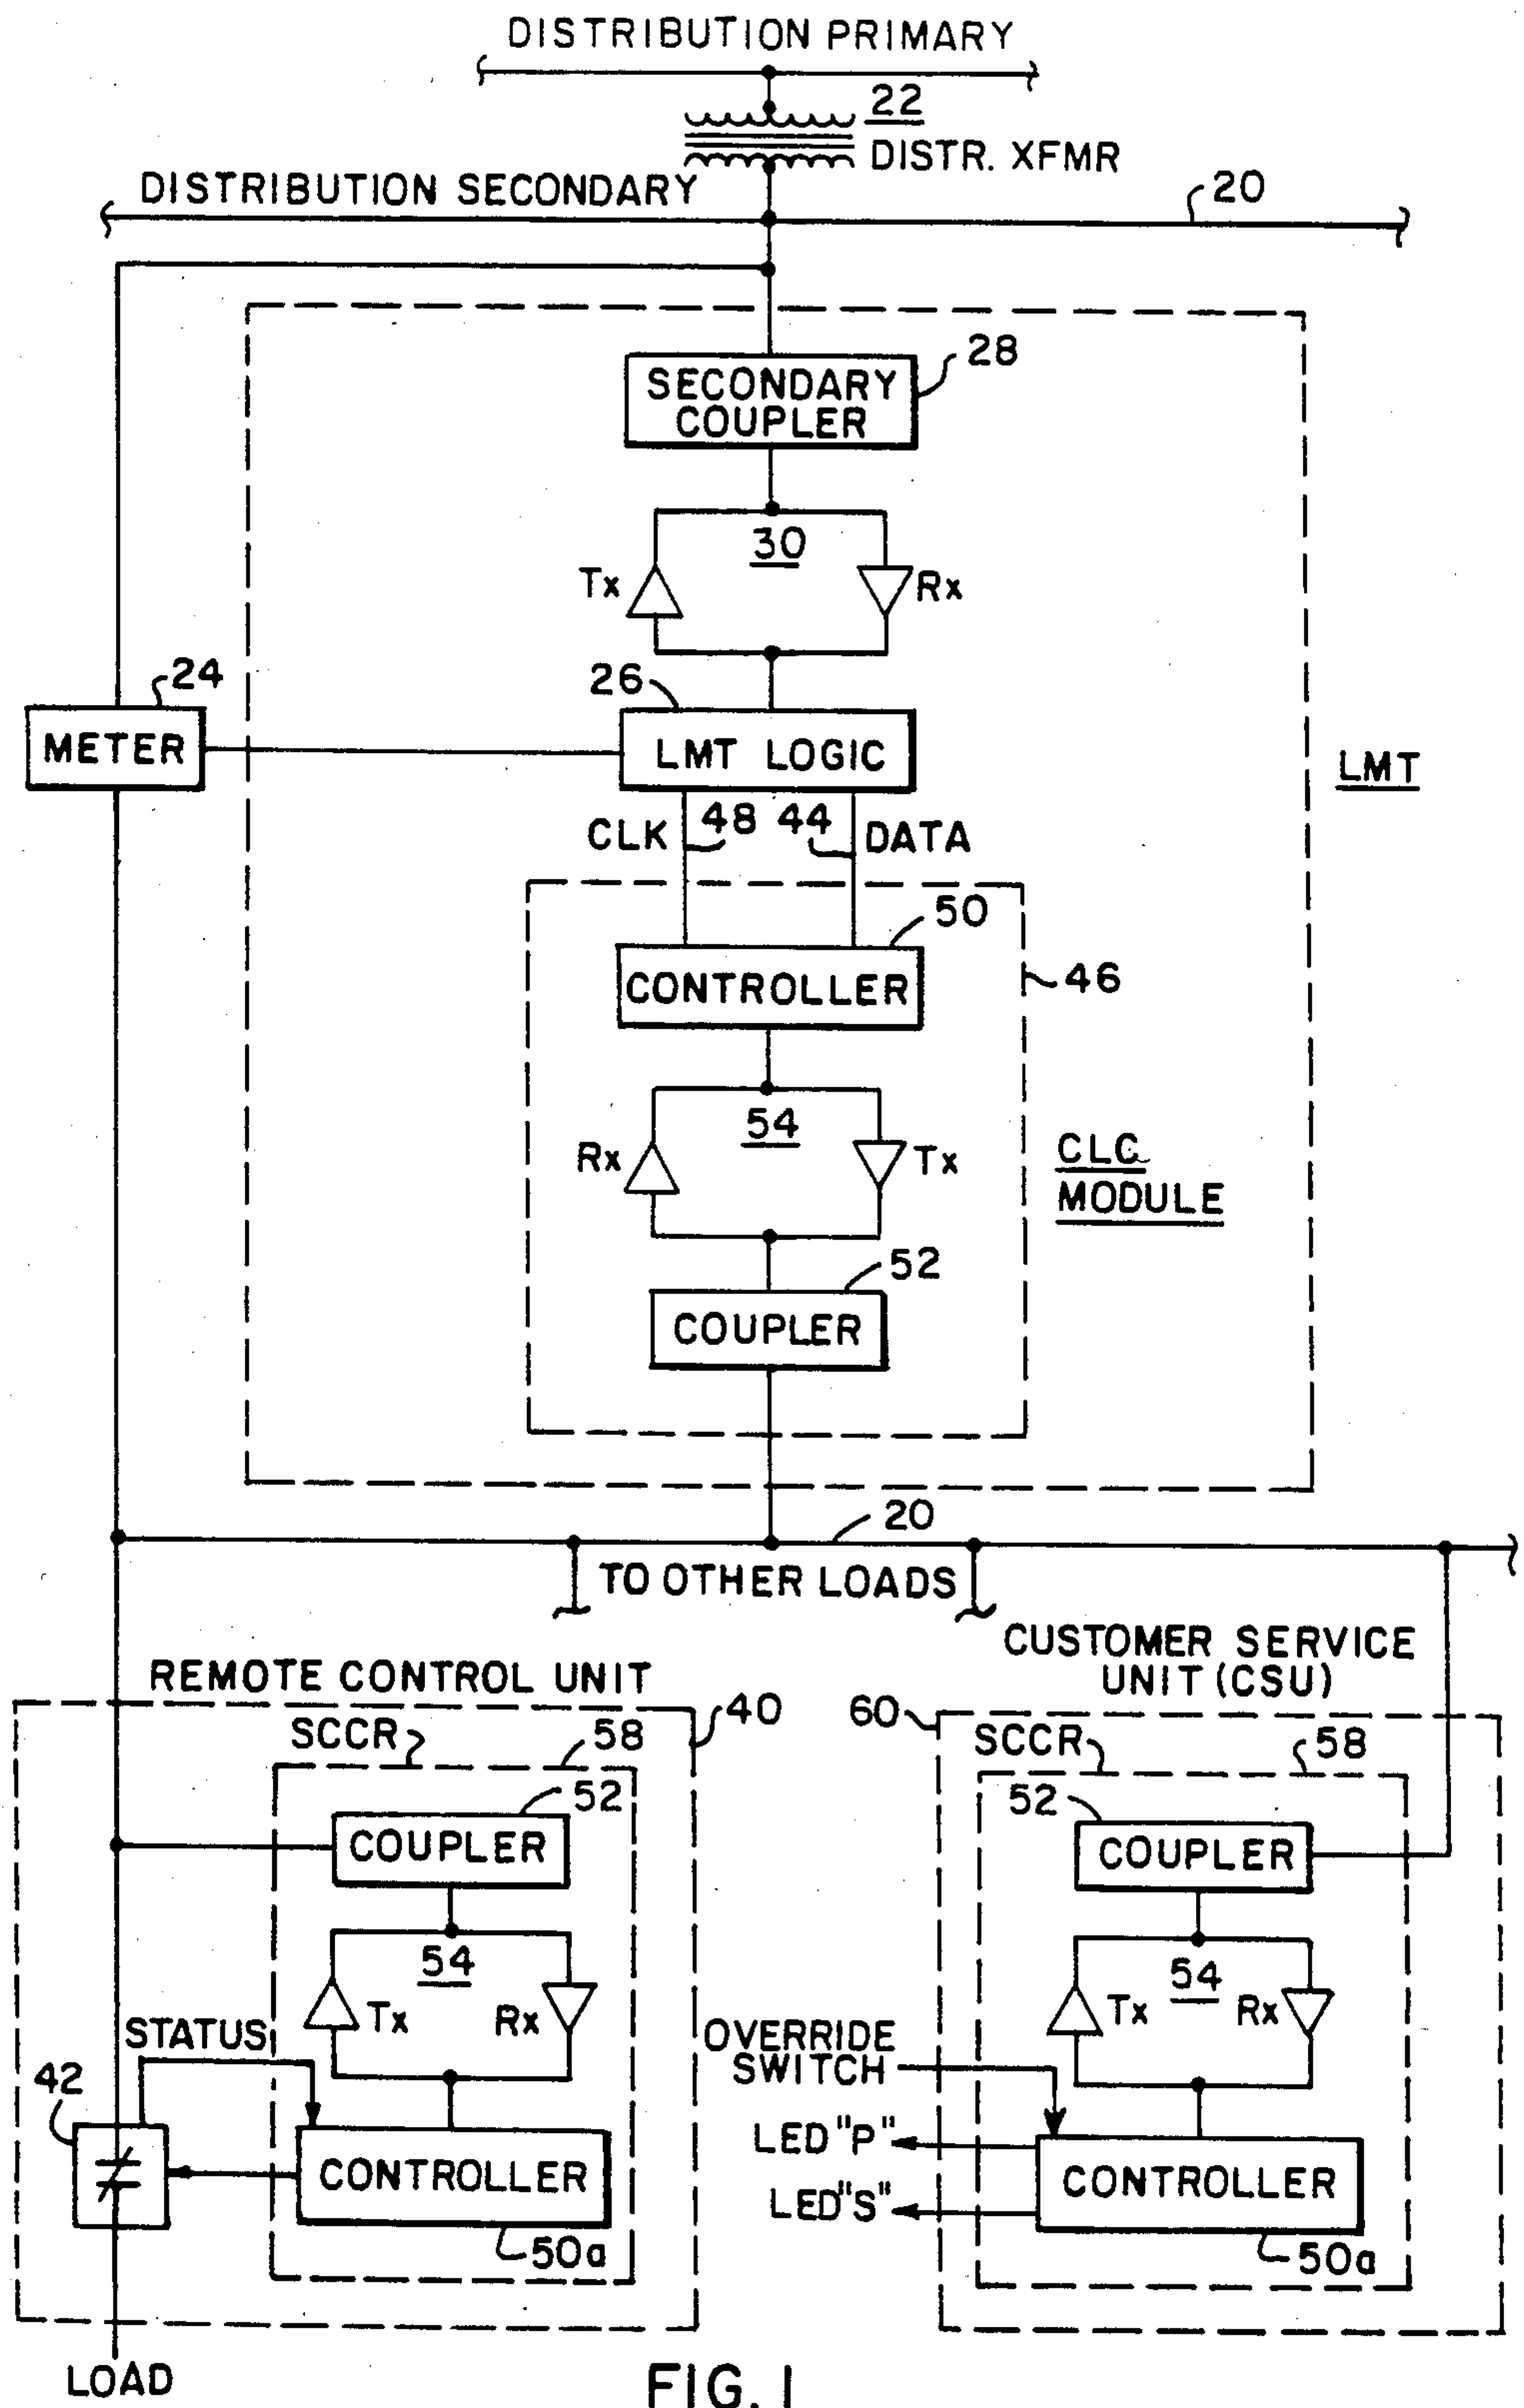 DISTRIBUTION PRIMARY
22
DISTR. XFMR
DISTRIBUTION SECONDARY
20
28
SECONDARY
COUPLER
30
Tx
Rx
24
26
METER
LMT LOGIC
LMT
CLK
48
44
DATA
50
CONTROLLER
46
54
Rx
Tx
CLC
MODULE
52
COUPLER
20
TO OTHER LOADS
CUSTOMER SERVICE
UNIT (CSU)
REMOTE CONTROL UNIT
40
SCCR
58
52
COUPLER
54
Tx
Rx
STATUS
42
CONTROLLER
50a
LOAD
60
SCCR
58
52
COUPLER
54
Tx
Rx
OVERRIDE
SWITCH
LED "P"
LED "S"
CONTROLLER
50a
FIG. 1